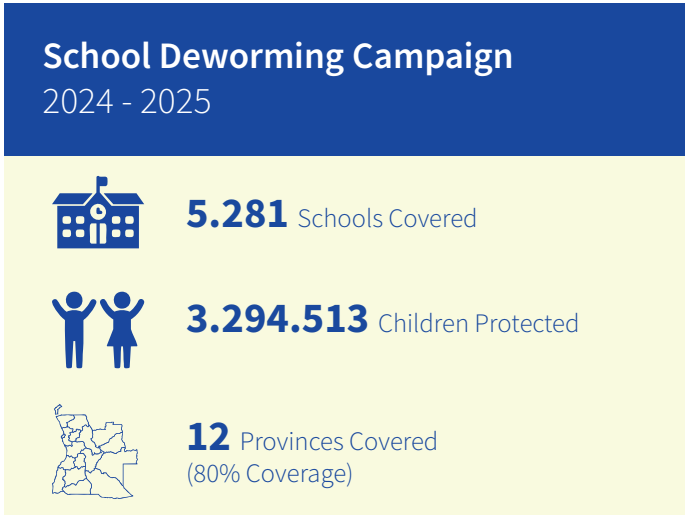 School Deworming Campaign
2024 - 2025
5.281 Schools Covered
3.294.513 Children Protected
12 Provinces Covered
(80% Coverage)